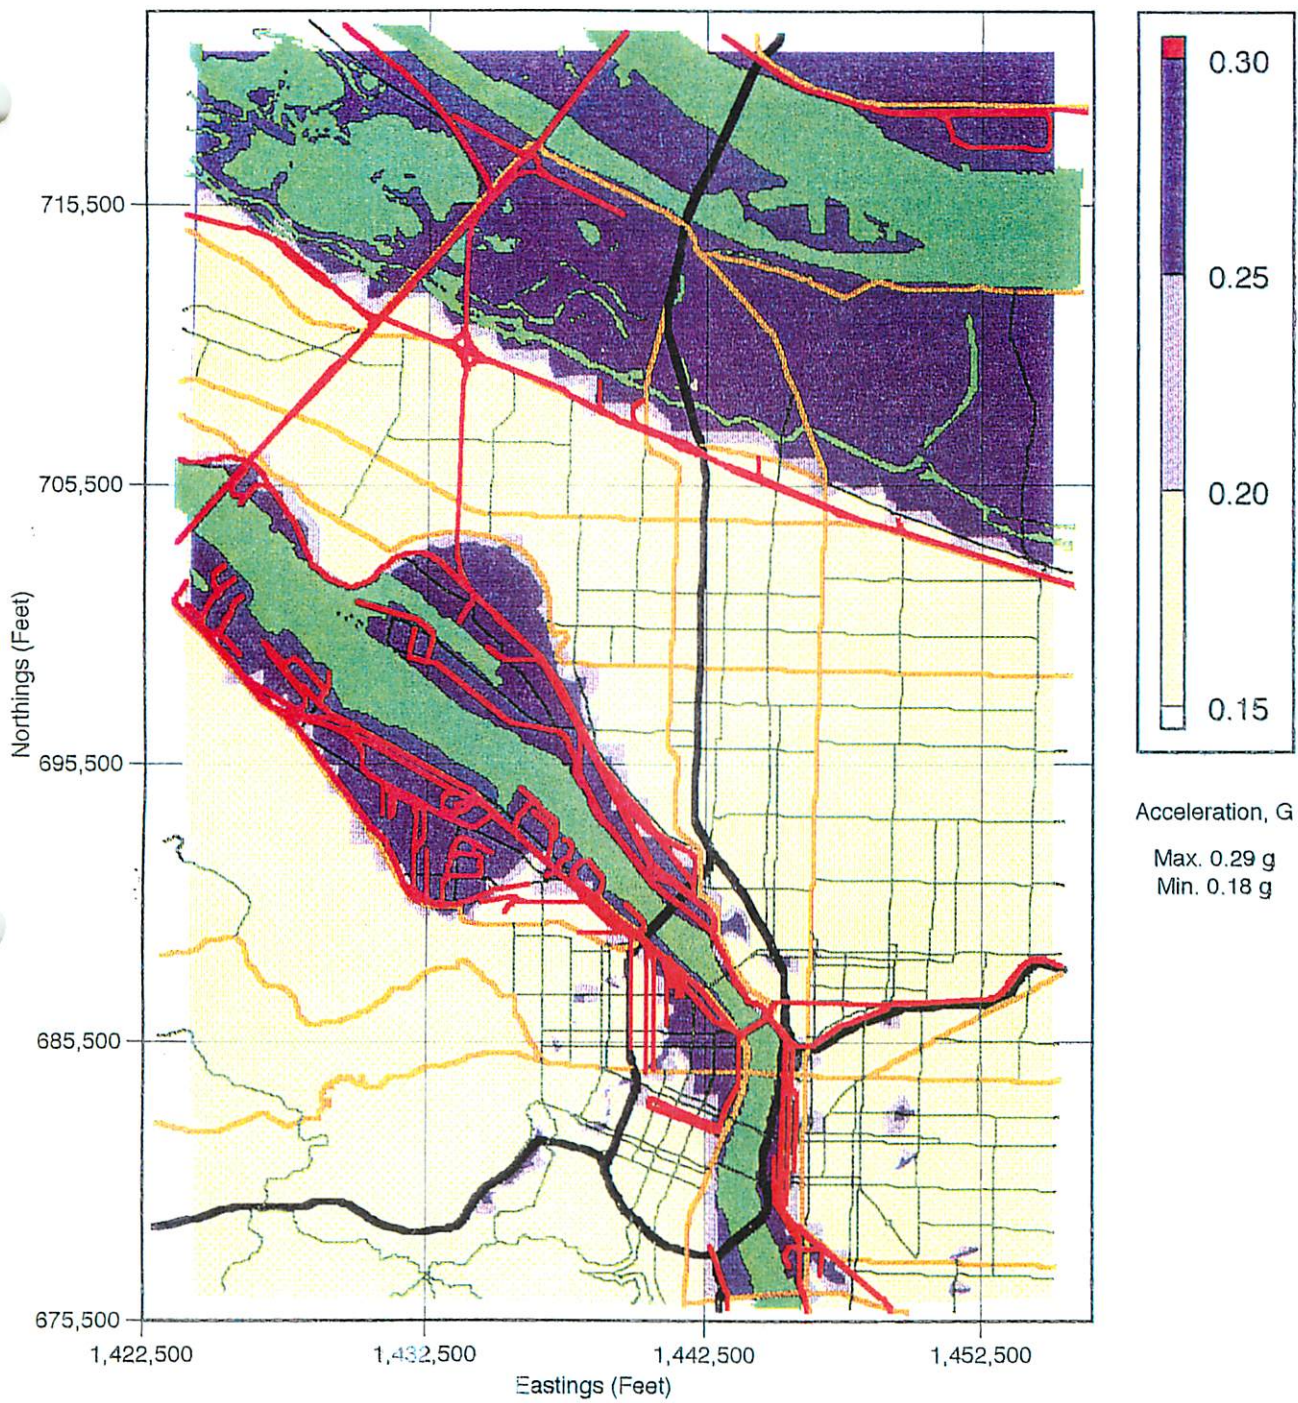 0.30
0.25
0.20
0.15
Acceleration, G
Max. 0.29 g
Min. 0.18 g
715,500
705,500
695,500
685,500
675,500
Northings (Feet)
1,422,500
1,432,500
1,442,500
1,452,500
Eastings (Feet)